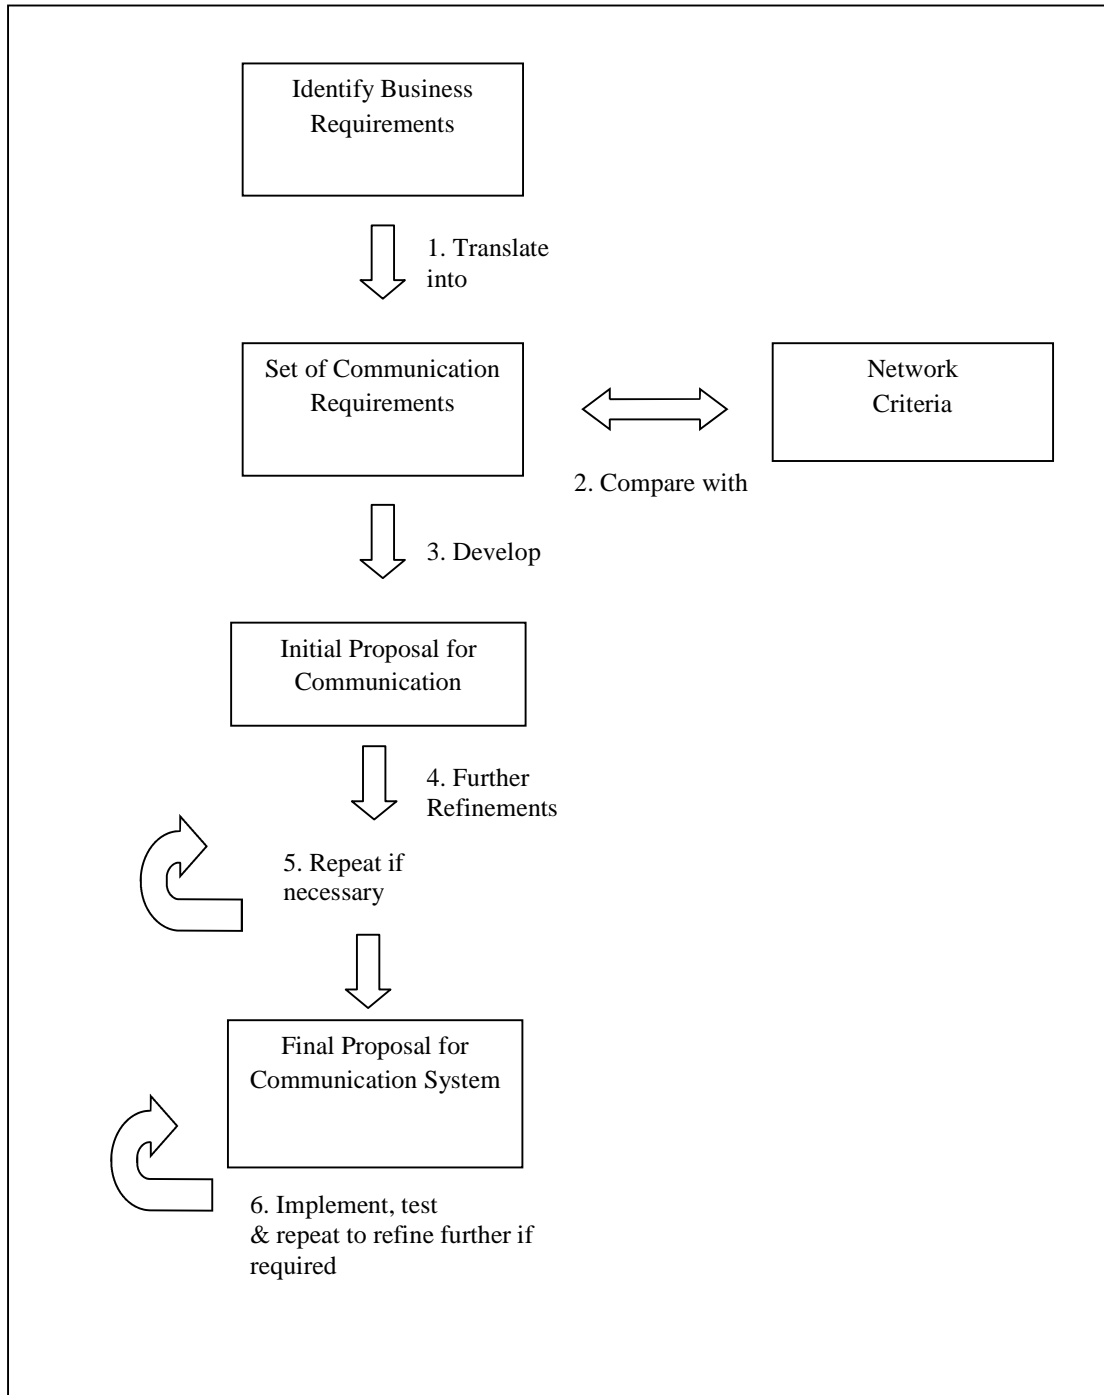 Identify Business
Requirements
1. Translate
into
Set of Communication
Requirements
Network
Criteria
2. Compare with
3. Develop
Initial Proposal for
Communication
4. Further
Refinements
5. Repeat if
necessary
Final Proposal for
Communication System
6. Implement, test
& repeat to refine further if
required